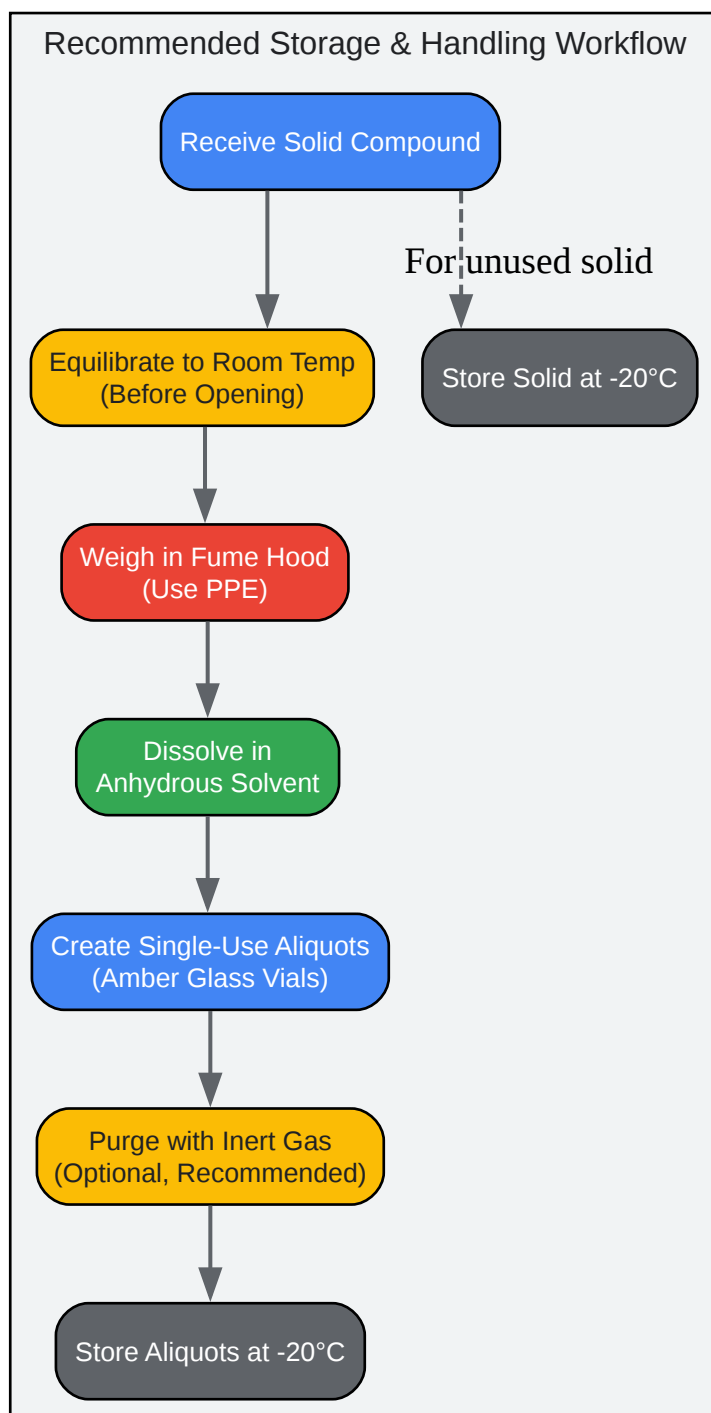 Recommended Storage & Handling Workflow
Receive Solid Compound
For unused solid
Equilibrate to Room Temp
(Before Opening)
Store Solid at -20°C
Weigh in Fume Hood
(Use PPE)
Dissolve in
Anhydrous Solvent
Create Single-Use Aliquots
(Amber Glass Vials)
Purge with Inert Gas
(Optional, Recommended)
Store Aliquots at -20°C